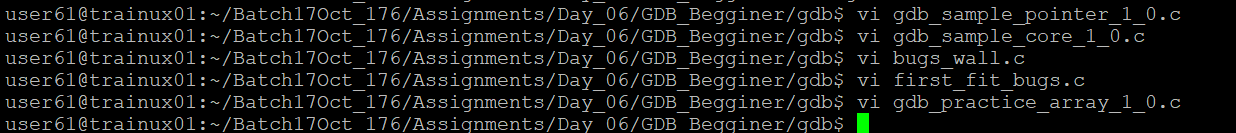 user61@trainux01:~/Batch17Oct_176/Assignments/Day_06/GDB_Begginer/gdb$ vi gdb_sample_pointer_1_0.c
user61@trainux01:~/Batch17Oct_176/Assignments/Day_06/GDB_Begginer/gdb$ vi gdb_sample_core_1_0.c
user61@trainux01:~/Batch17Oct_176/Assignments/Day_06/GDB_Begginer/gdb$ vi bugs_wall.c
user61@trainux01:~/Batch17Oct_176/Assignments/Day_06/GDB_Begginer/gdb$ vi first_fit_bugs.c
user61@trainux01:~/Batch17Oct_176/Assignments/Day_06/GDB_Begginer/gdb$ vi gdb_practice_array_1_0.c
user61@trainux01:~/Batch17Oct_176/Assignments/Day_06/GDB_Begginer/gdb$